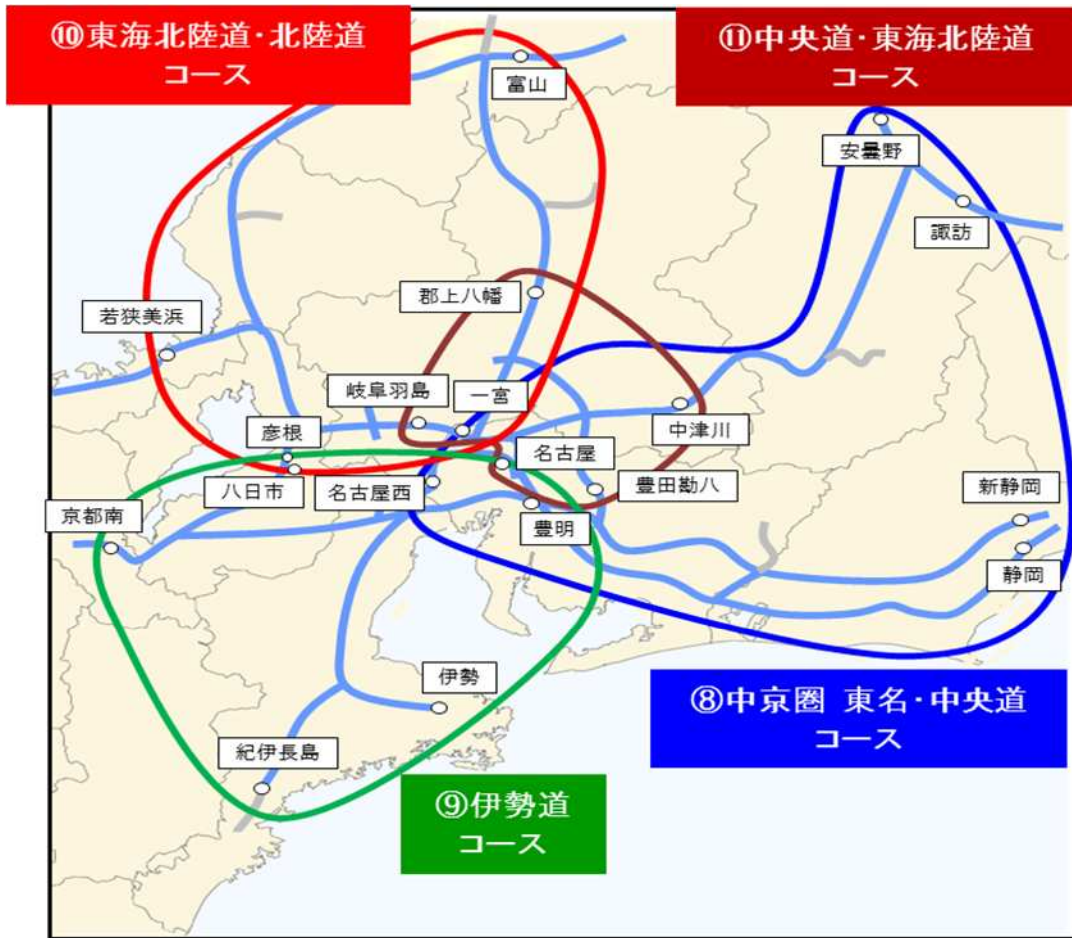 ⑩東海北陸道・北陸道
コース
⑪中央道・東海北陸道
コース
富山
安曇野
諏訪
郡上八幡
若狭美浜
岐阜羽島
一宮
中津川
彦根
名古屋
八日市
名古屋西
豊田勘八
新静岡
京都南
豊明
静岡
伊勢
⑧中京圏 東名・中央道
コース
紀伊長島
⑨伊勢道
コース